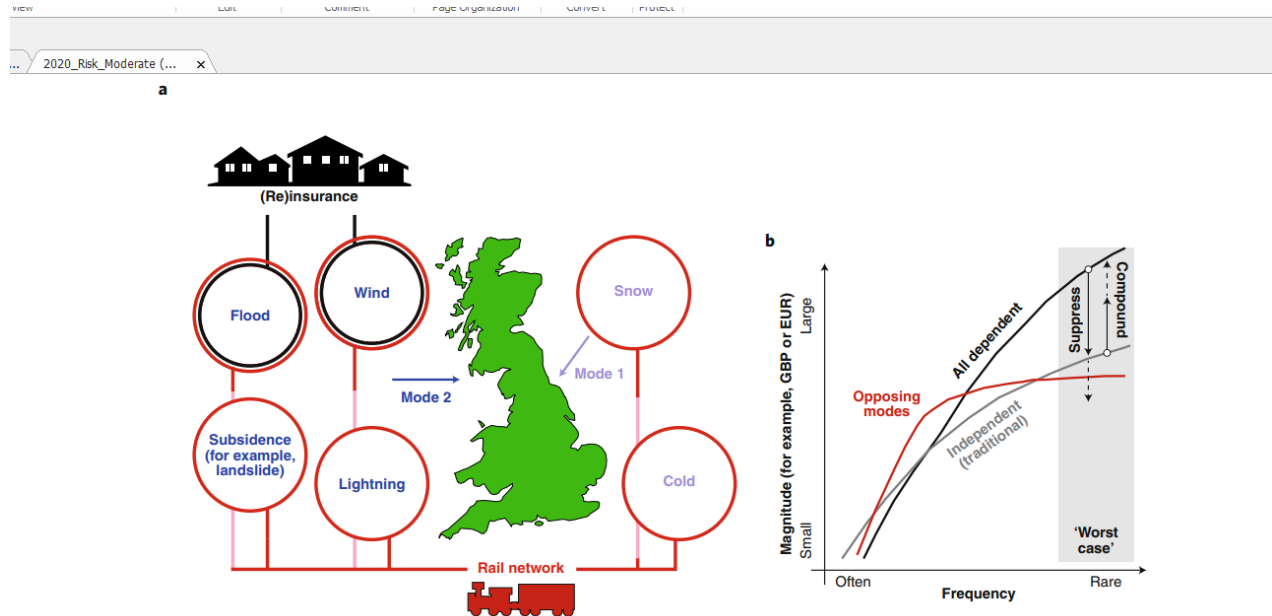 View
Edit
Comment
Page Organization
Convert
Protect
...
2020_Risk_Moderate (... x
a
(Re)insurance
Flood
Wind
Snow
Mode 1
Mode 2
Subsidence
(for example,
landslide)
Lightning
Cold
Rail network
b
Magnitude (for example, GBP or EUR)
Large
Small
All dependent
Opposing
modes
Independent
(traditional)
Suppress
Compound
'Worst
case'
Often
Rare
Frequency